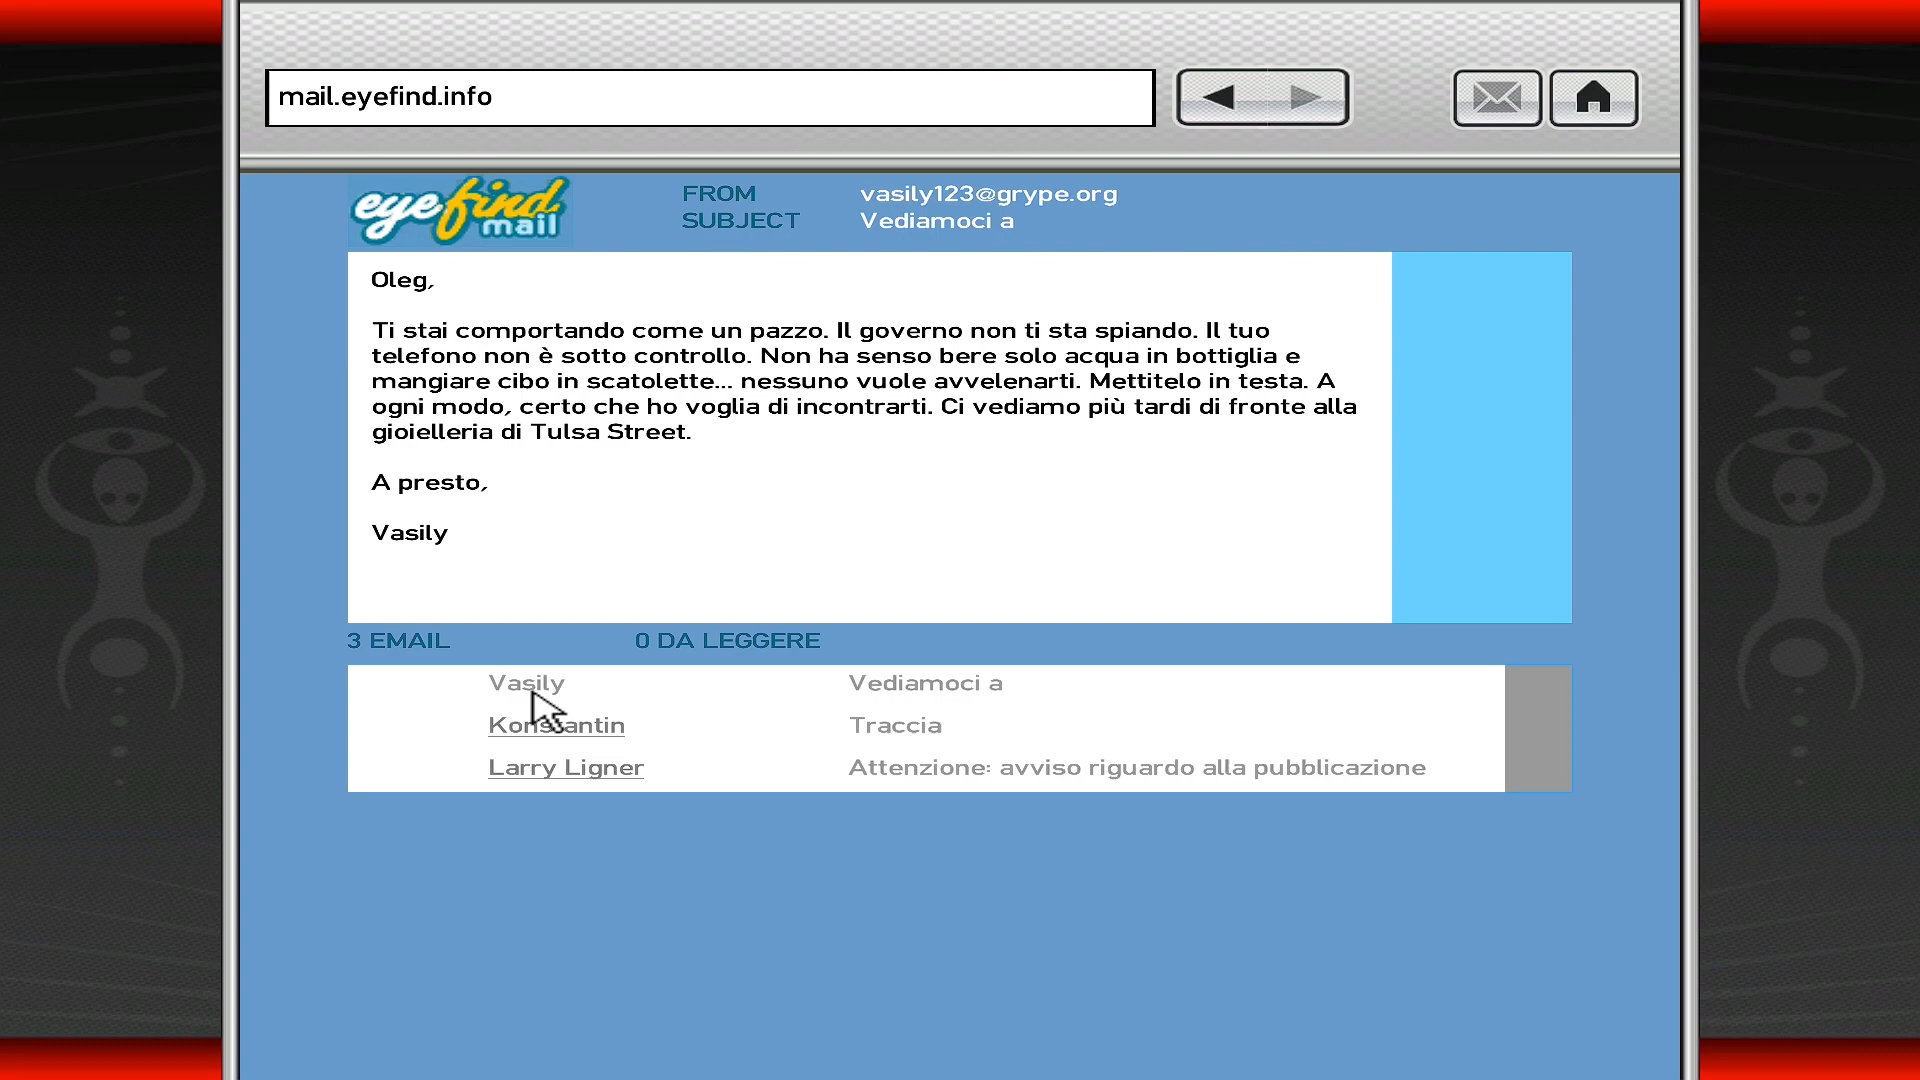 mail.eyefind.info
eyefind
mail
FROM vasily123@grype.org
SUBJECT Vediamoci a
Oleg,
Ti stai comportando come un pazzo. Il governo non ti sta spiando. Il tuo
telefono non è sotto controllo. Non ha senso bere solo acqua in bottiglia e
mangiare cibo in scatolette... nessuno vuole avvelenarti. Mettitelo in testa. A
ogni modo, certo che ho voglia di incontrarti. Ci vediamo più tardi di fronte alla
gioielleria di Tulsa Street.
A presto,
Vasily
3 EMAIL 0 DA LEGGERE
Vasily Vediamoci a
Konstantin Traccia
Larry Ligner Attenzione: avviso riguardo alla pubblicazione